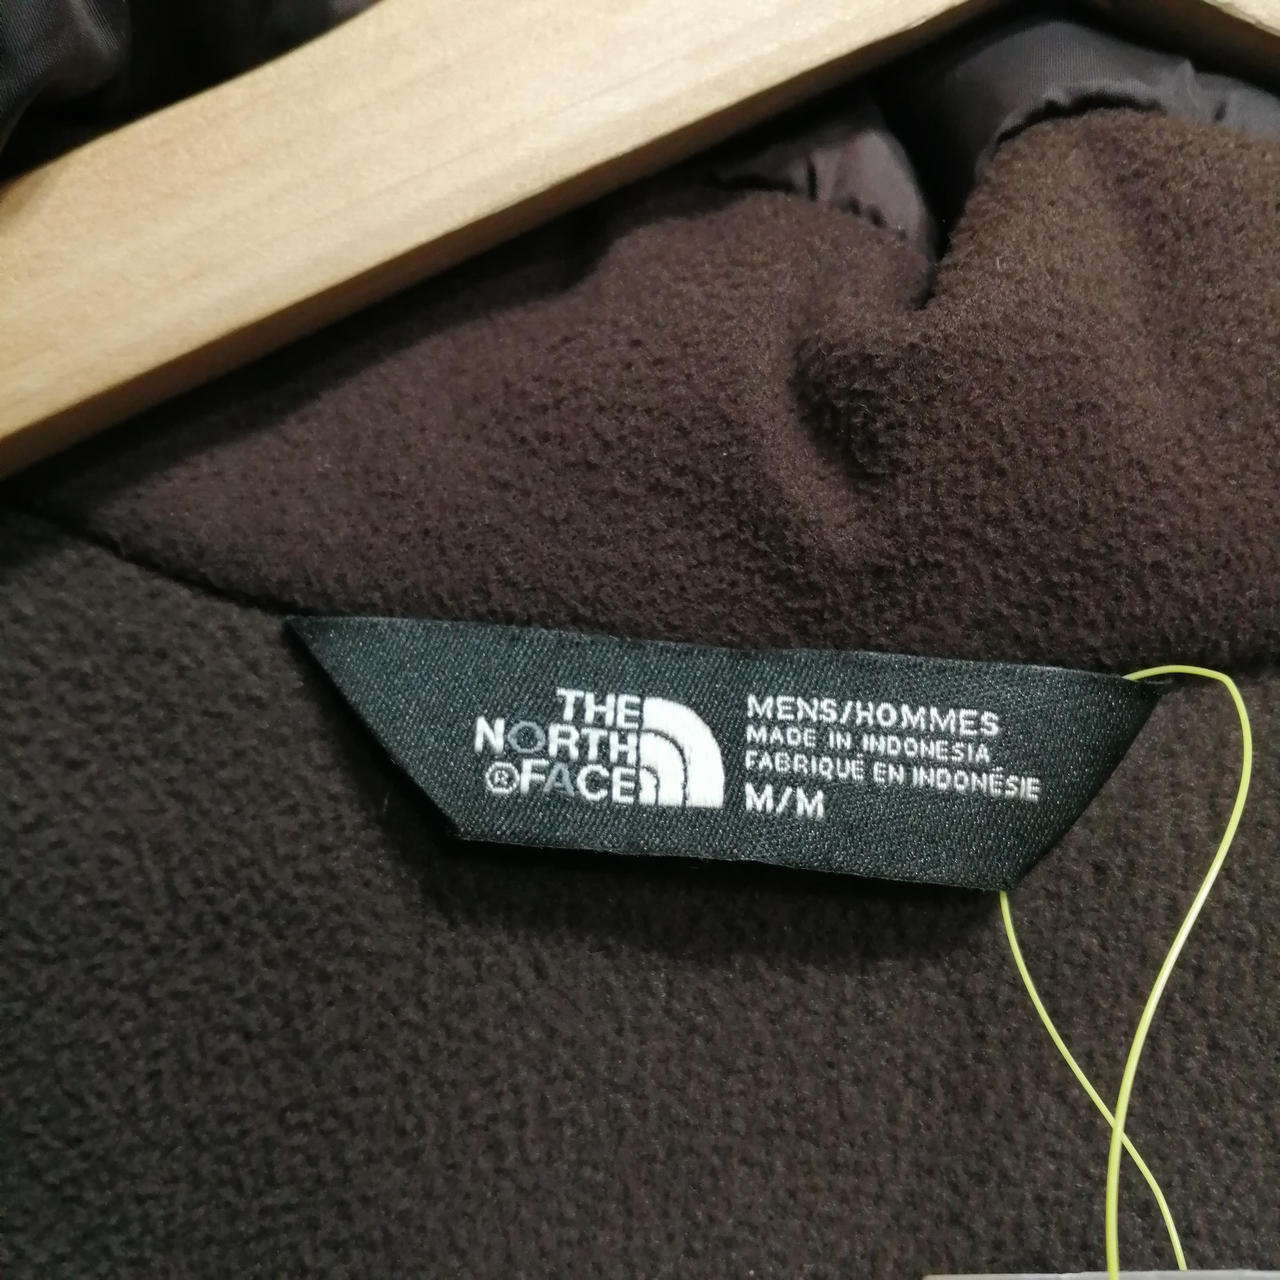 THE
NORTH
®FACE
MENS/HOMMES
MADE IN INDONESIA
FABRIQUÉ EN INDONÉSIE
M/M